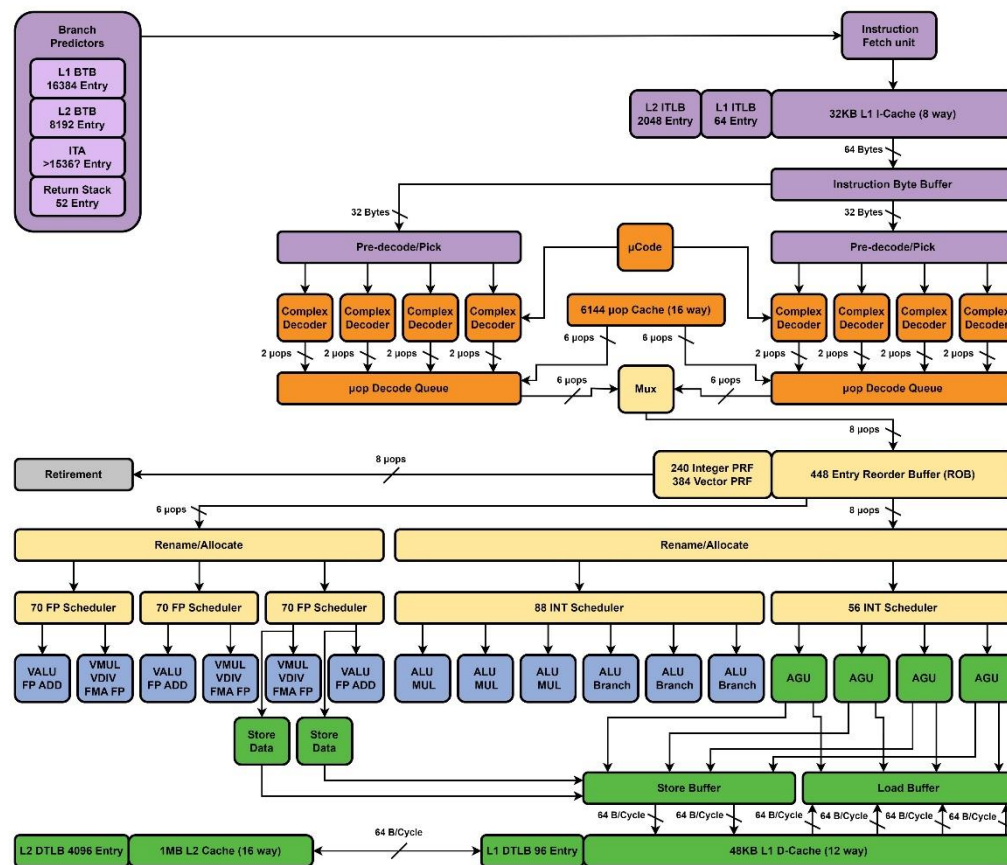 Branch
Predictors
L1 BTB
16384 Entry
L2 BTB
8192 Entry
ITA
>1536? Entry
Return Stack
52 Entry
Instruction
Fetch unit
L2 ITLB
2048 Entry
L1 ITLB
64 Entry
32KB L1 I-Cache (8 way)
64 Bytes
Instruction Byte Buffer
32 Bytes
32 Bytes
Pre-decode/Pick
µCode
Pre-decode/Pick
Complex
Decoder
Complex
Decoder
Complex
Decoder
Complex
Decoder
6144 µop Cache (16 way)
Complex
Decoder
Complex
Decoder
Complex
Decoder
Complex
Decoder
2 µops
2 µops
2 µops
2 µops
6 µops
6 µops
2 µops
2 µops
2 µops
2 µops
µop Decode Queue
6 µops
Mux
6 µops
µop Decode Queue
8 µops
Retirement
8 µops
240 Integer PRF
384 Vector PRF
448 Entry Reorder Buffer (ROB)
6 µops
8 µops
Rename/Allocate
Rename/Allocate
70 FP Scheduler
70 FP Scheduler
70 FP Scheduler
88 INT Scheduler
56 INT Scheduler
VALU
FP ADD
VMUL
VDIV
FMA FP
VALU
FP ADD
VMUL
VDIV
FMA FP
VMUL
VDIV
FMA FP
VALU
FP ADD
ALU
MUL
ALU
MUL
ALU
MUL
ALU
Branch
ALU
Branch
ALU
Branch
AGU
AGU
AGU
AGU
Store
Data
Store
Data
Store Buffer
Load Buffer
64 B/Cycle
64 B/Cycle
64 B/Cycle
64 B/Cycle
64 B/Cycle
64 B/Cycle
L2 DTLB 4096 Entry
1MB L2 Cache (16 way)
64 B/Cycle
L1 DTLB 96 Entry
48KB L1 D-Cache (12 way)